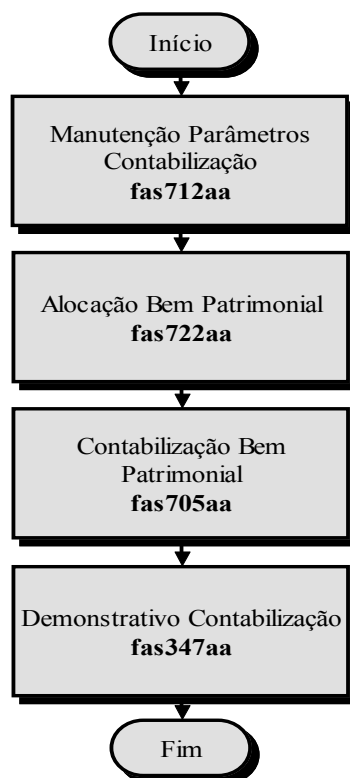 Início
Manutenção Parâmetros
Contabilização
fas712aa
Alocação Bem Patrimonial
fas722aa
Contabilização Bem
Patrimonial
fas705aa
Demonstrativo Contabilização
fas347aa
Fim